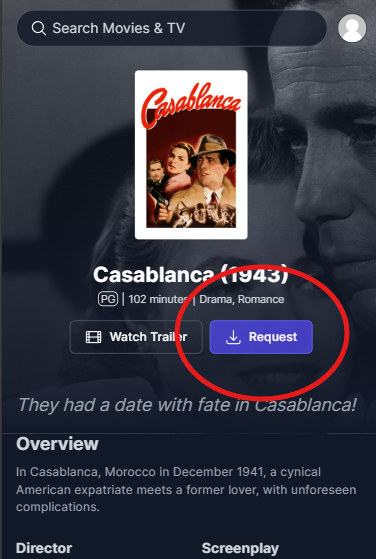 Search Movies & TV
Casablanca
Casablanca (1943)
PG | 102 minutes | Drama, Romance
Watch Trailer
Request
They had a date with fate in Casablanca!
Overview
In Casablanca, Morocco in December 1941, a cynical
American expatriate meets a former lover, with unforeseen
complications.
Director Screenplay